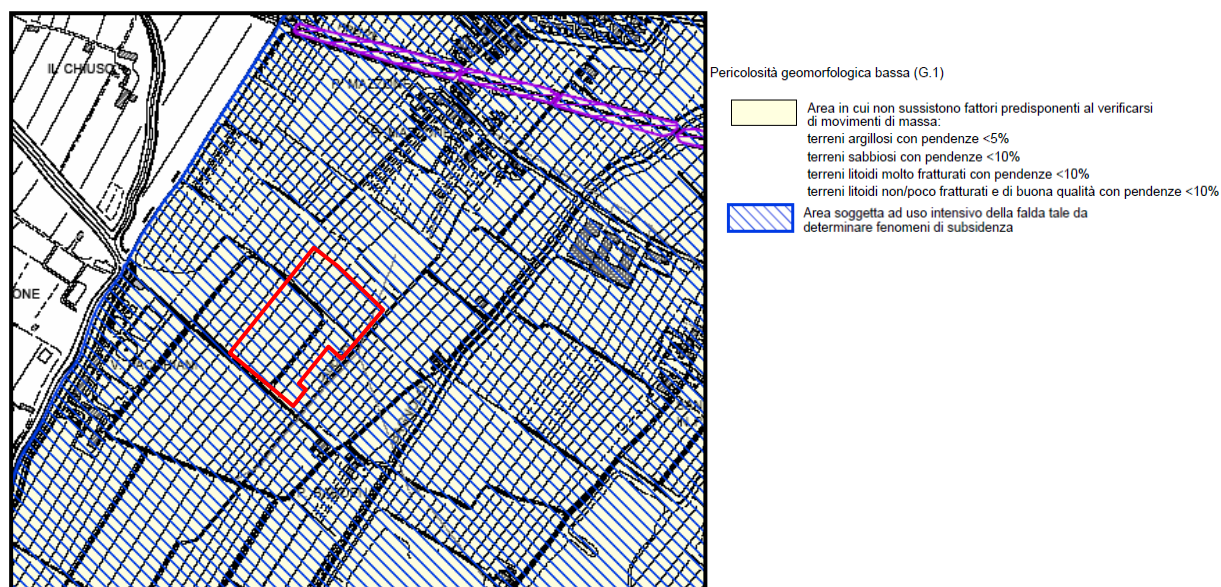 IL CHIUSO
Pericolosità geomorfologica bassa (G.1)
Area in cui non sussistono fattori predisponenti al verificarsi
di movimenti di massa:
terreni argillosi con pendenze <5%
terreni sabbiosi con pendenze <10%
terreni litoidi molto fratturati con pendenze <10%
terreni litoidi non/poco fratturati e di buona qualità con pendenze <10%
Area soggetta ad uso intensivo della falda tale da
determinare fenomeni di subsidenza
P. MAZZONE
ONE